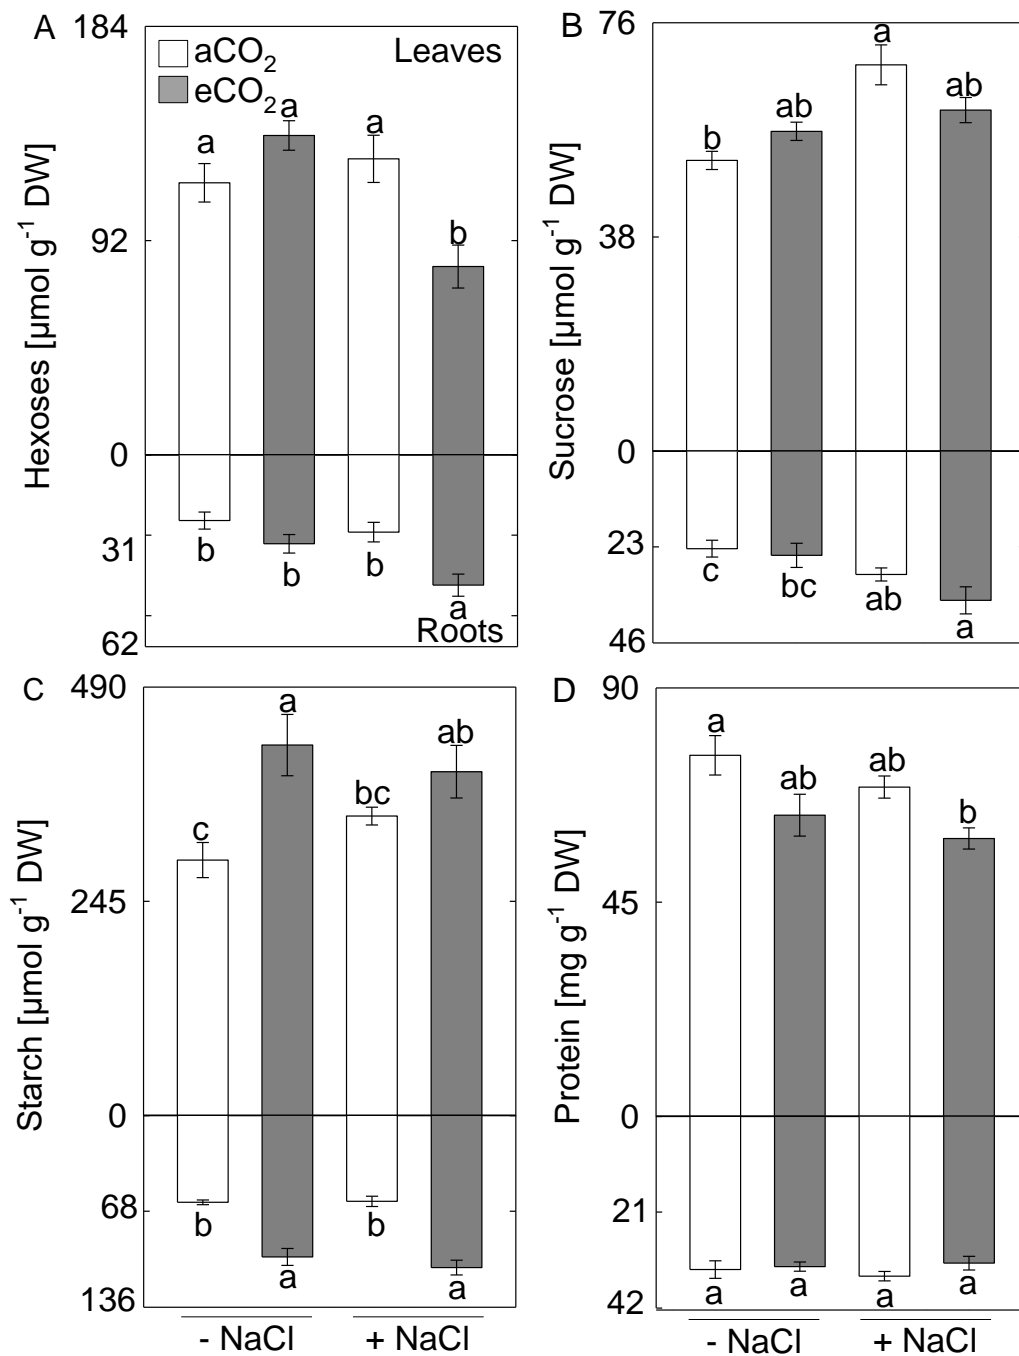 A
184
aCO2
eCO2
Leaves
a
a
a
b
92
0
31
62
b
b
b
a
Roots
Hexoses [µmol g-1 DW]
B
76
b
ab
a
ab
38
0
23
46
c
bc
ab
a
Sucrose [µmol g-1 DW]
C
490
c
a
bc
ab
245
0
68
136
b
a
b
a
Starch [µmol g-1 DW]
- NaCl
+ NaCl
D
90
a
ab
ab
b
45
0
21
42
a
a
a
a
Protein [mg g-1 DW]
- NaCl
+ NaCl